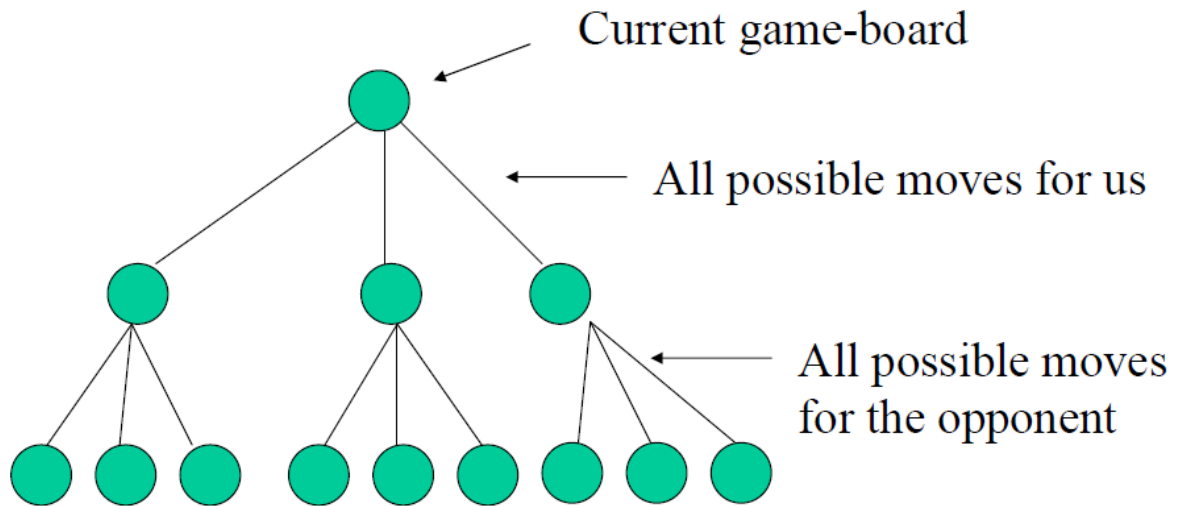 Current game-board
All possible moves for us
All possible moves
for the opponent